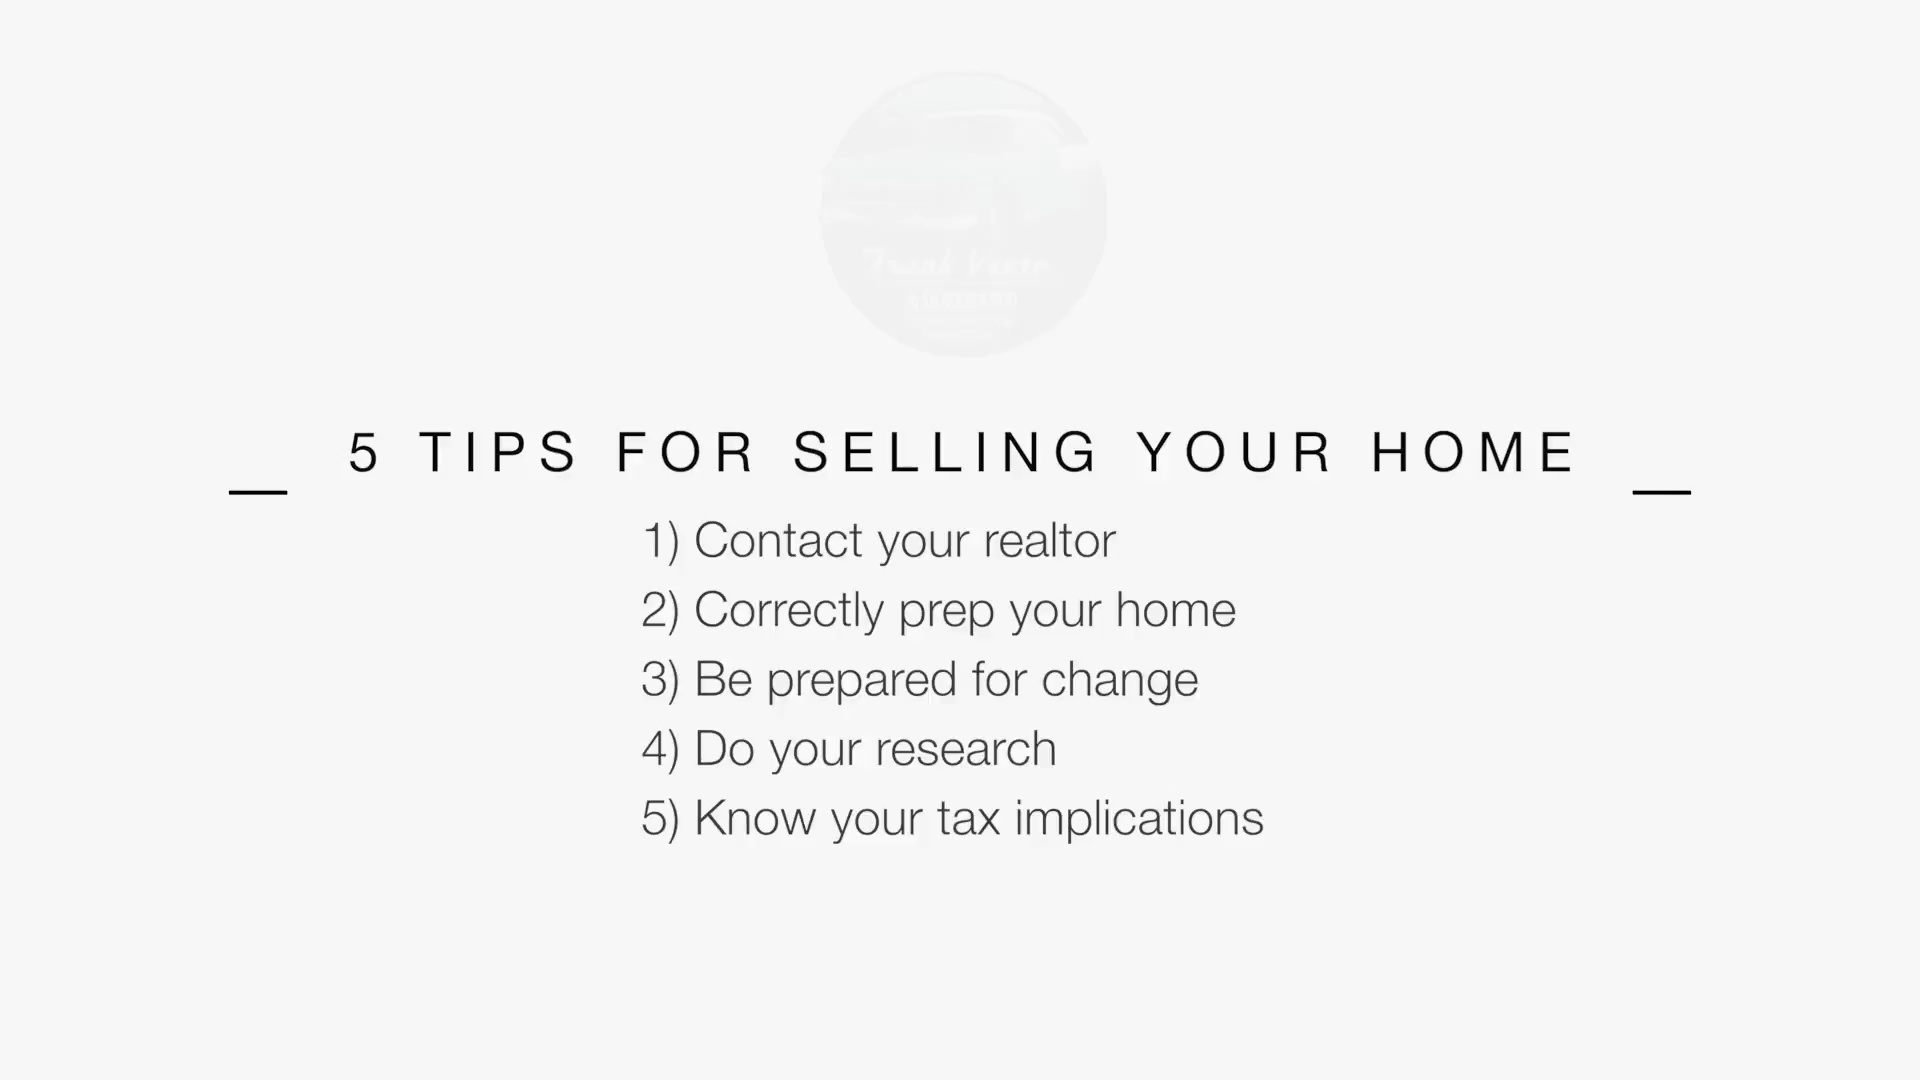 5 TIPS FOR SELLING YOUR HOME
1) Contact your realtor
2) Correctly prep your home
3) Be prepared for change
4) Do your research
5) Know your tax implications